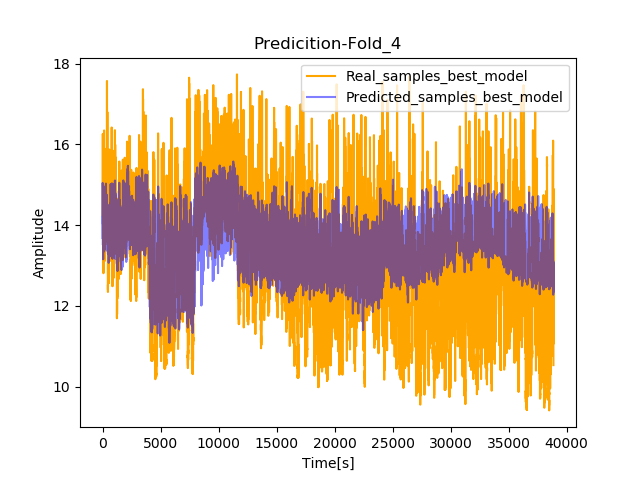 Predicition-Fold_4
Real_samples_best_model
Predicted_samples_best_model
18
16
14
12
10
Amplitude
0 5000 10000 15000 20000 25000 30000 35000 40000
Time[s]